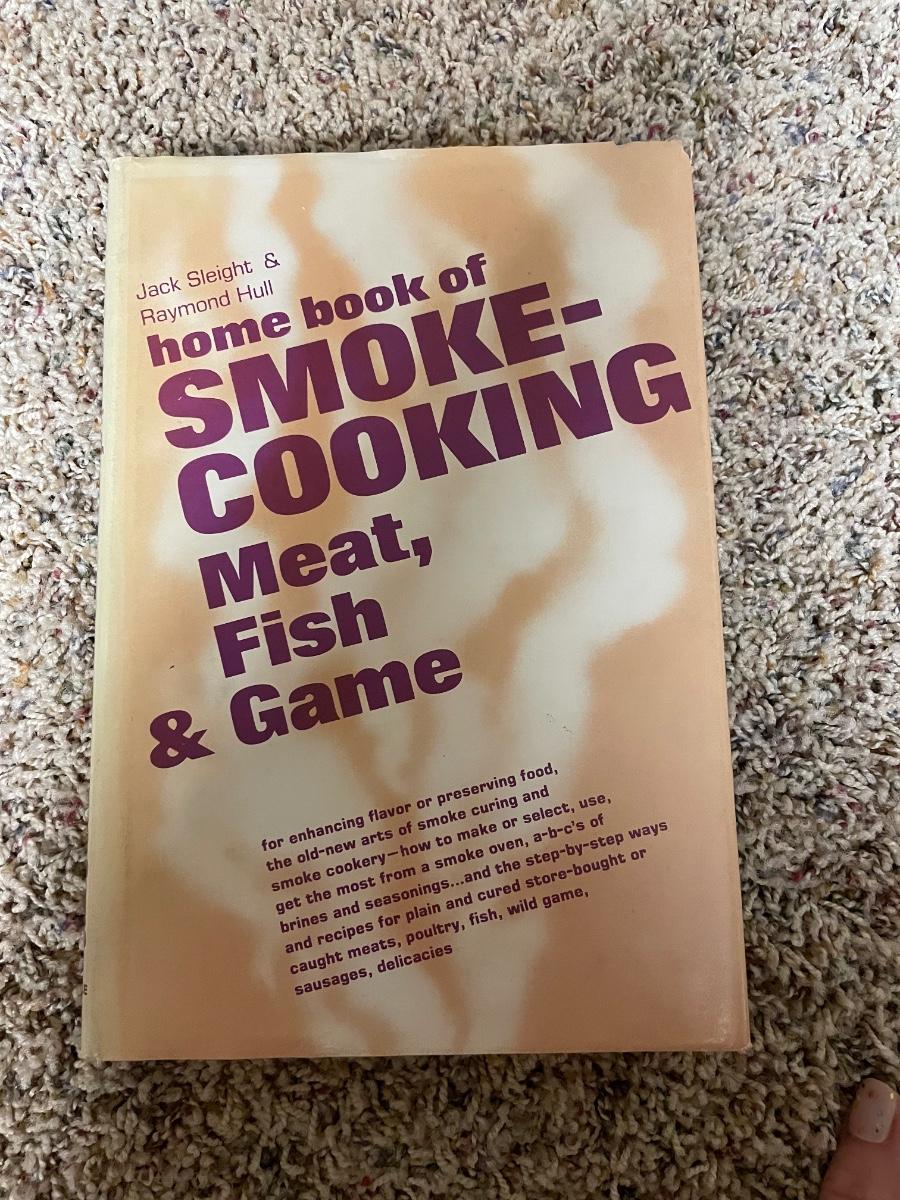 Jack Sleight &
Raymond Hull
home book of
SMOKE-
COOKING
Meat,
Fish
& Game
for enhancing flavor or preserving food,
the old-new arts of smoke curing and
smoke cookery—how to make or select, use,
get the most from a smoke oven, a-b-c's of
brines and seasonings...and the step-by-step ways
and recipes for plain and cured store-bought or
caught meats, poultry, fish, wild game,
sausages, delicacies
E